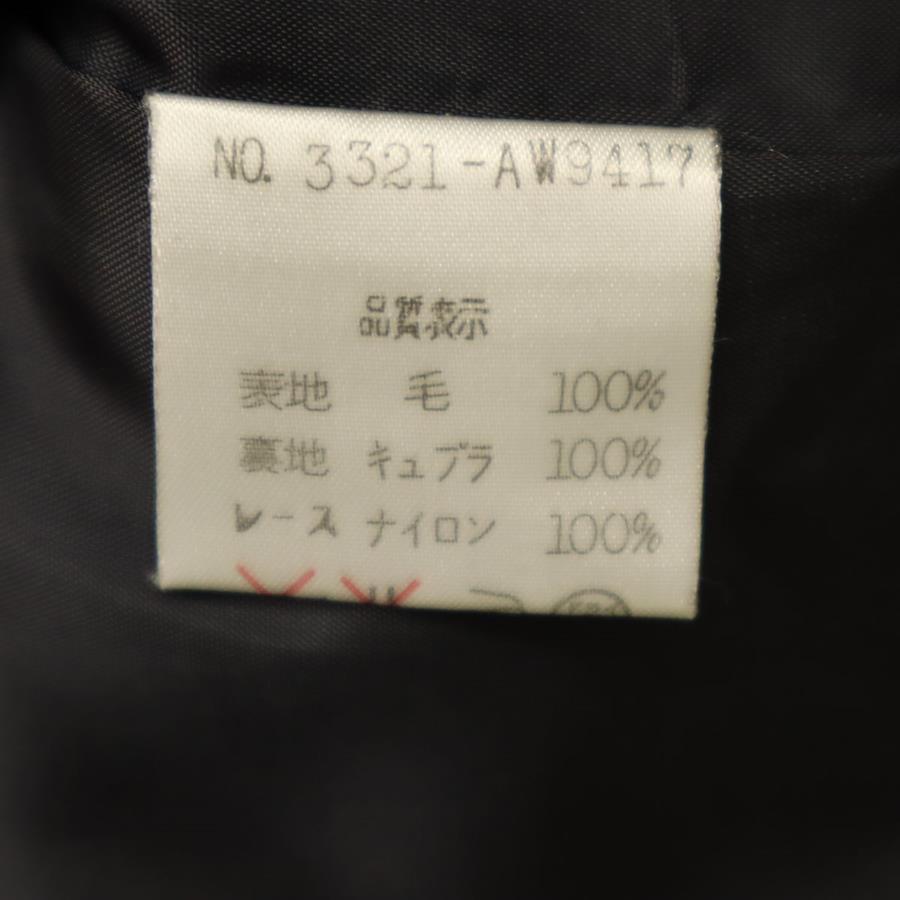 NO. 3321-AW9417
品質表示
表地 毛 100%
裏地 キュプラ 100%
レース ナイロン 100%